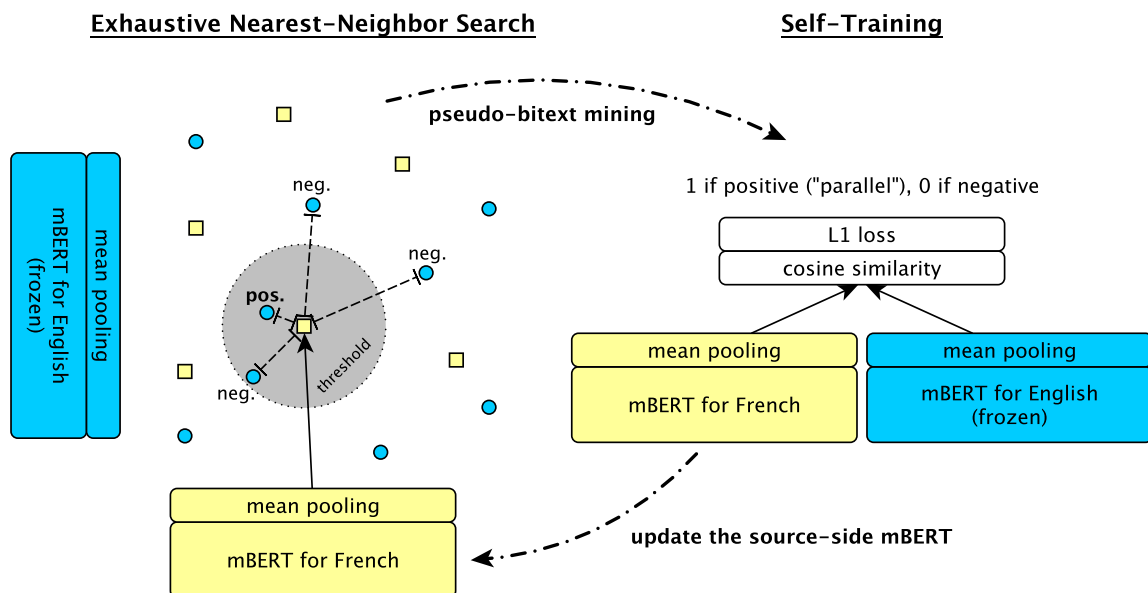 Exhaustive Nearest-Neighbor Search
Self-Training
pseudo-bitext mining
mBERT for English
(frozen)
mean pooling
neg.
neg.
pos.
neg.
threshold
mean pooling
mBERT for French
1 if positive ("parallel"), 0 if negative
L1 loss
cosine similarity
mean pooling
mBERT for French
mean pooling
mBERT for English
(frozen)
update the source-side mBERT